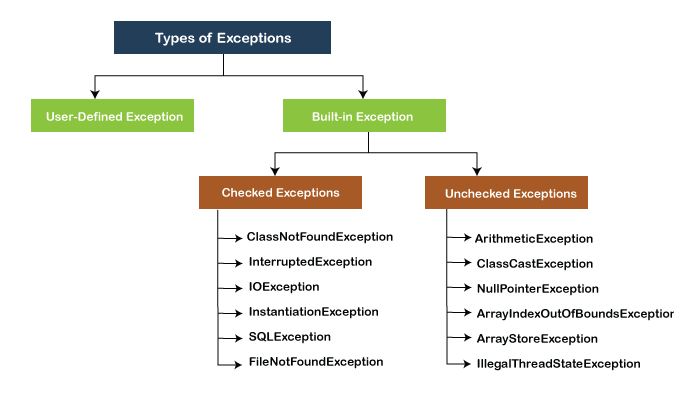 Types of Exceptions
User-Defined Exception
Built-in Exception
Checked Exceptions
Unchecked Exceptions
ClassNotFoundException
InterruptedException
IOException
InstantiationException
SQLException
FileNotFoundException
ArithmeticException
ClassCastException
NullPointerException
ArrayIndexOutOfBoundsException
ArrayStoreException
IllegalThreadStateException